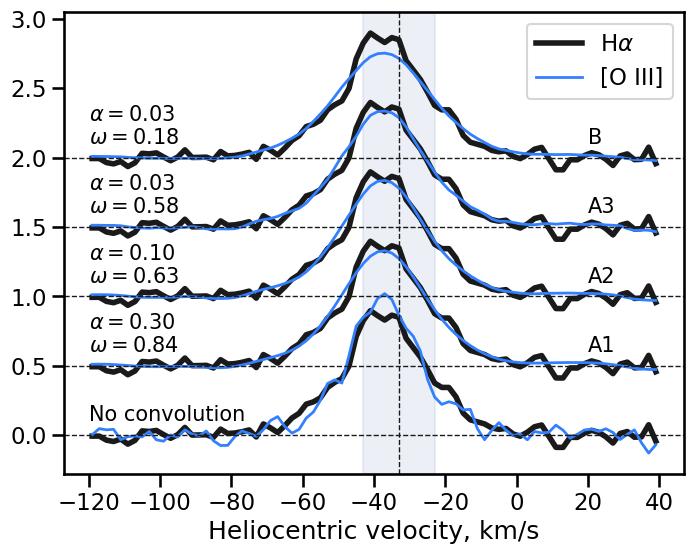 3.0
Hα
[O III]
2.5
α = 0.03
ω = 0.18
B
2.0
α = 0.03
ω = 0.58
A3
1.5
α = 0.10
ω = 0.63
A2
1.0
α = 0.30
ω = 0.84
A1
0.5
No convolution
0.0
−120 −100 −80 −60 −40 −20 0 20 40
Heliocentric velocity, km/s